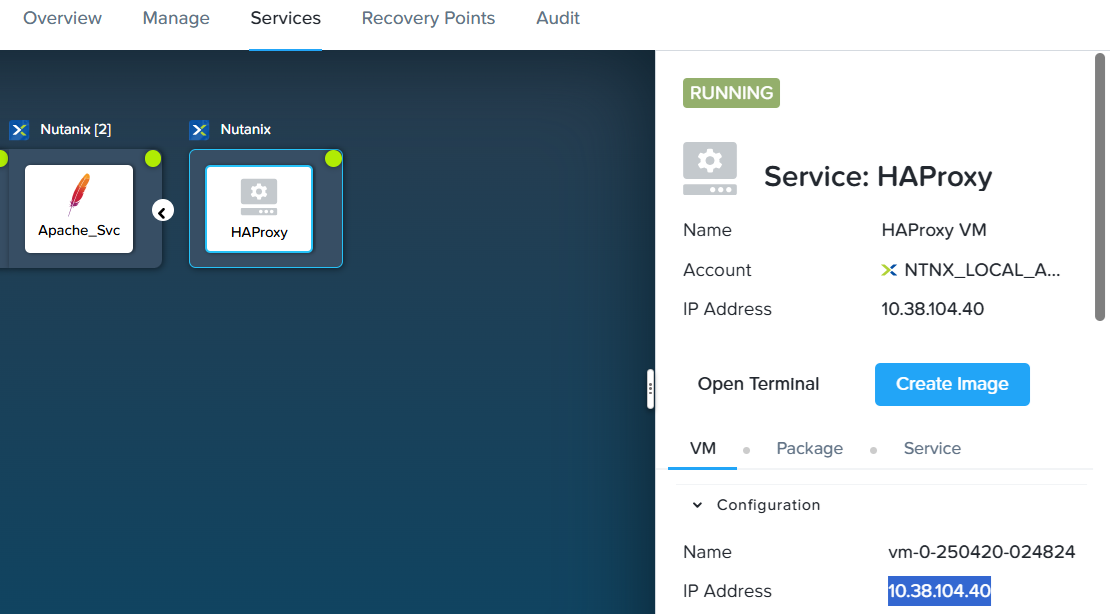 Overview Manage Services Recovery Points Audit
Nutanix [2] Nutanix
Apache_Svc
HAProxy
RUNNING
Service: HAProxy
Name HAProxy VM
Account NTNX_LOCAL_A...
IP Address 10.38.104.40
Open Terminal Create Image
VM Package Service
Configuration
Name vm-0-250420-024824
IP Address 10.38.104.40